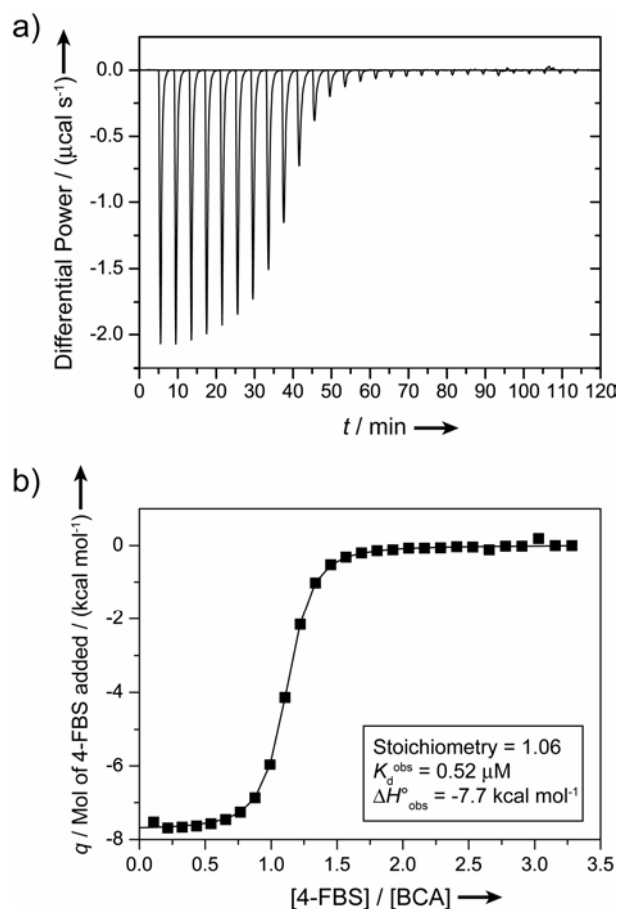 a)
Differential Power / (μcal s⁻¹)
0.0
-0.5
-1.0
-1.5
-2.0
0 10 20 30 40 50 60 70 80 90 100 110 120
t / min
b)
q / Mol of 4-FBS added / (kcal mol⁻¹)
0
-2
-4
-6
-8
Stoichiometry = 1.06
K_d^obs = 0.52 μM
ΔH°_obs = -7.7 kcal mol⁻¹
0.0 0.5 1.0 1.5 2.0 2.5 3.0 3.5
[4-FBS] / [BCA]